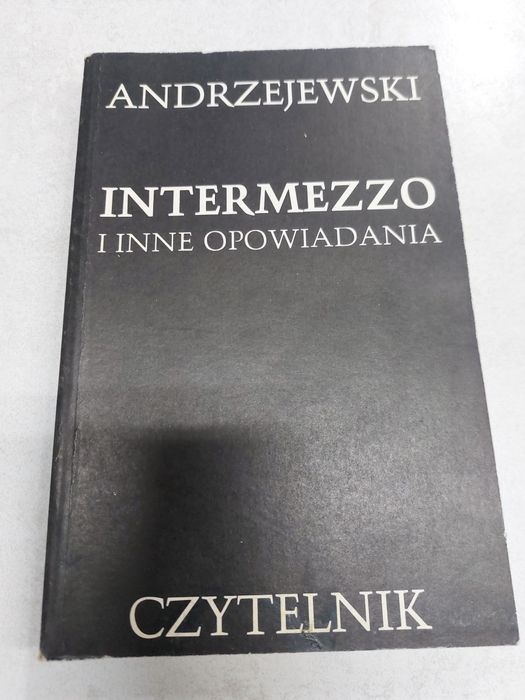 ANDRZEJEWSKI
INTERMEZZO
I INNE OPOWIADANIA
CZYTELNIK